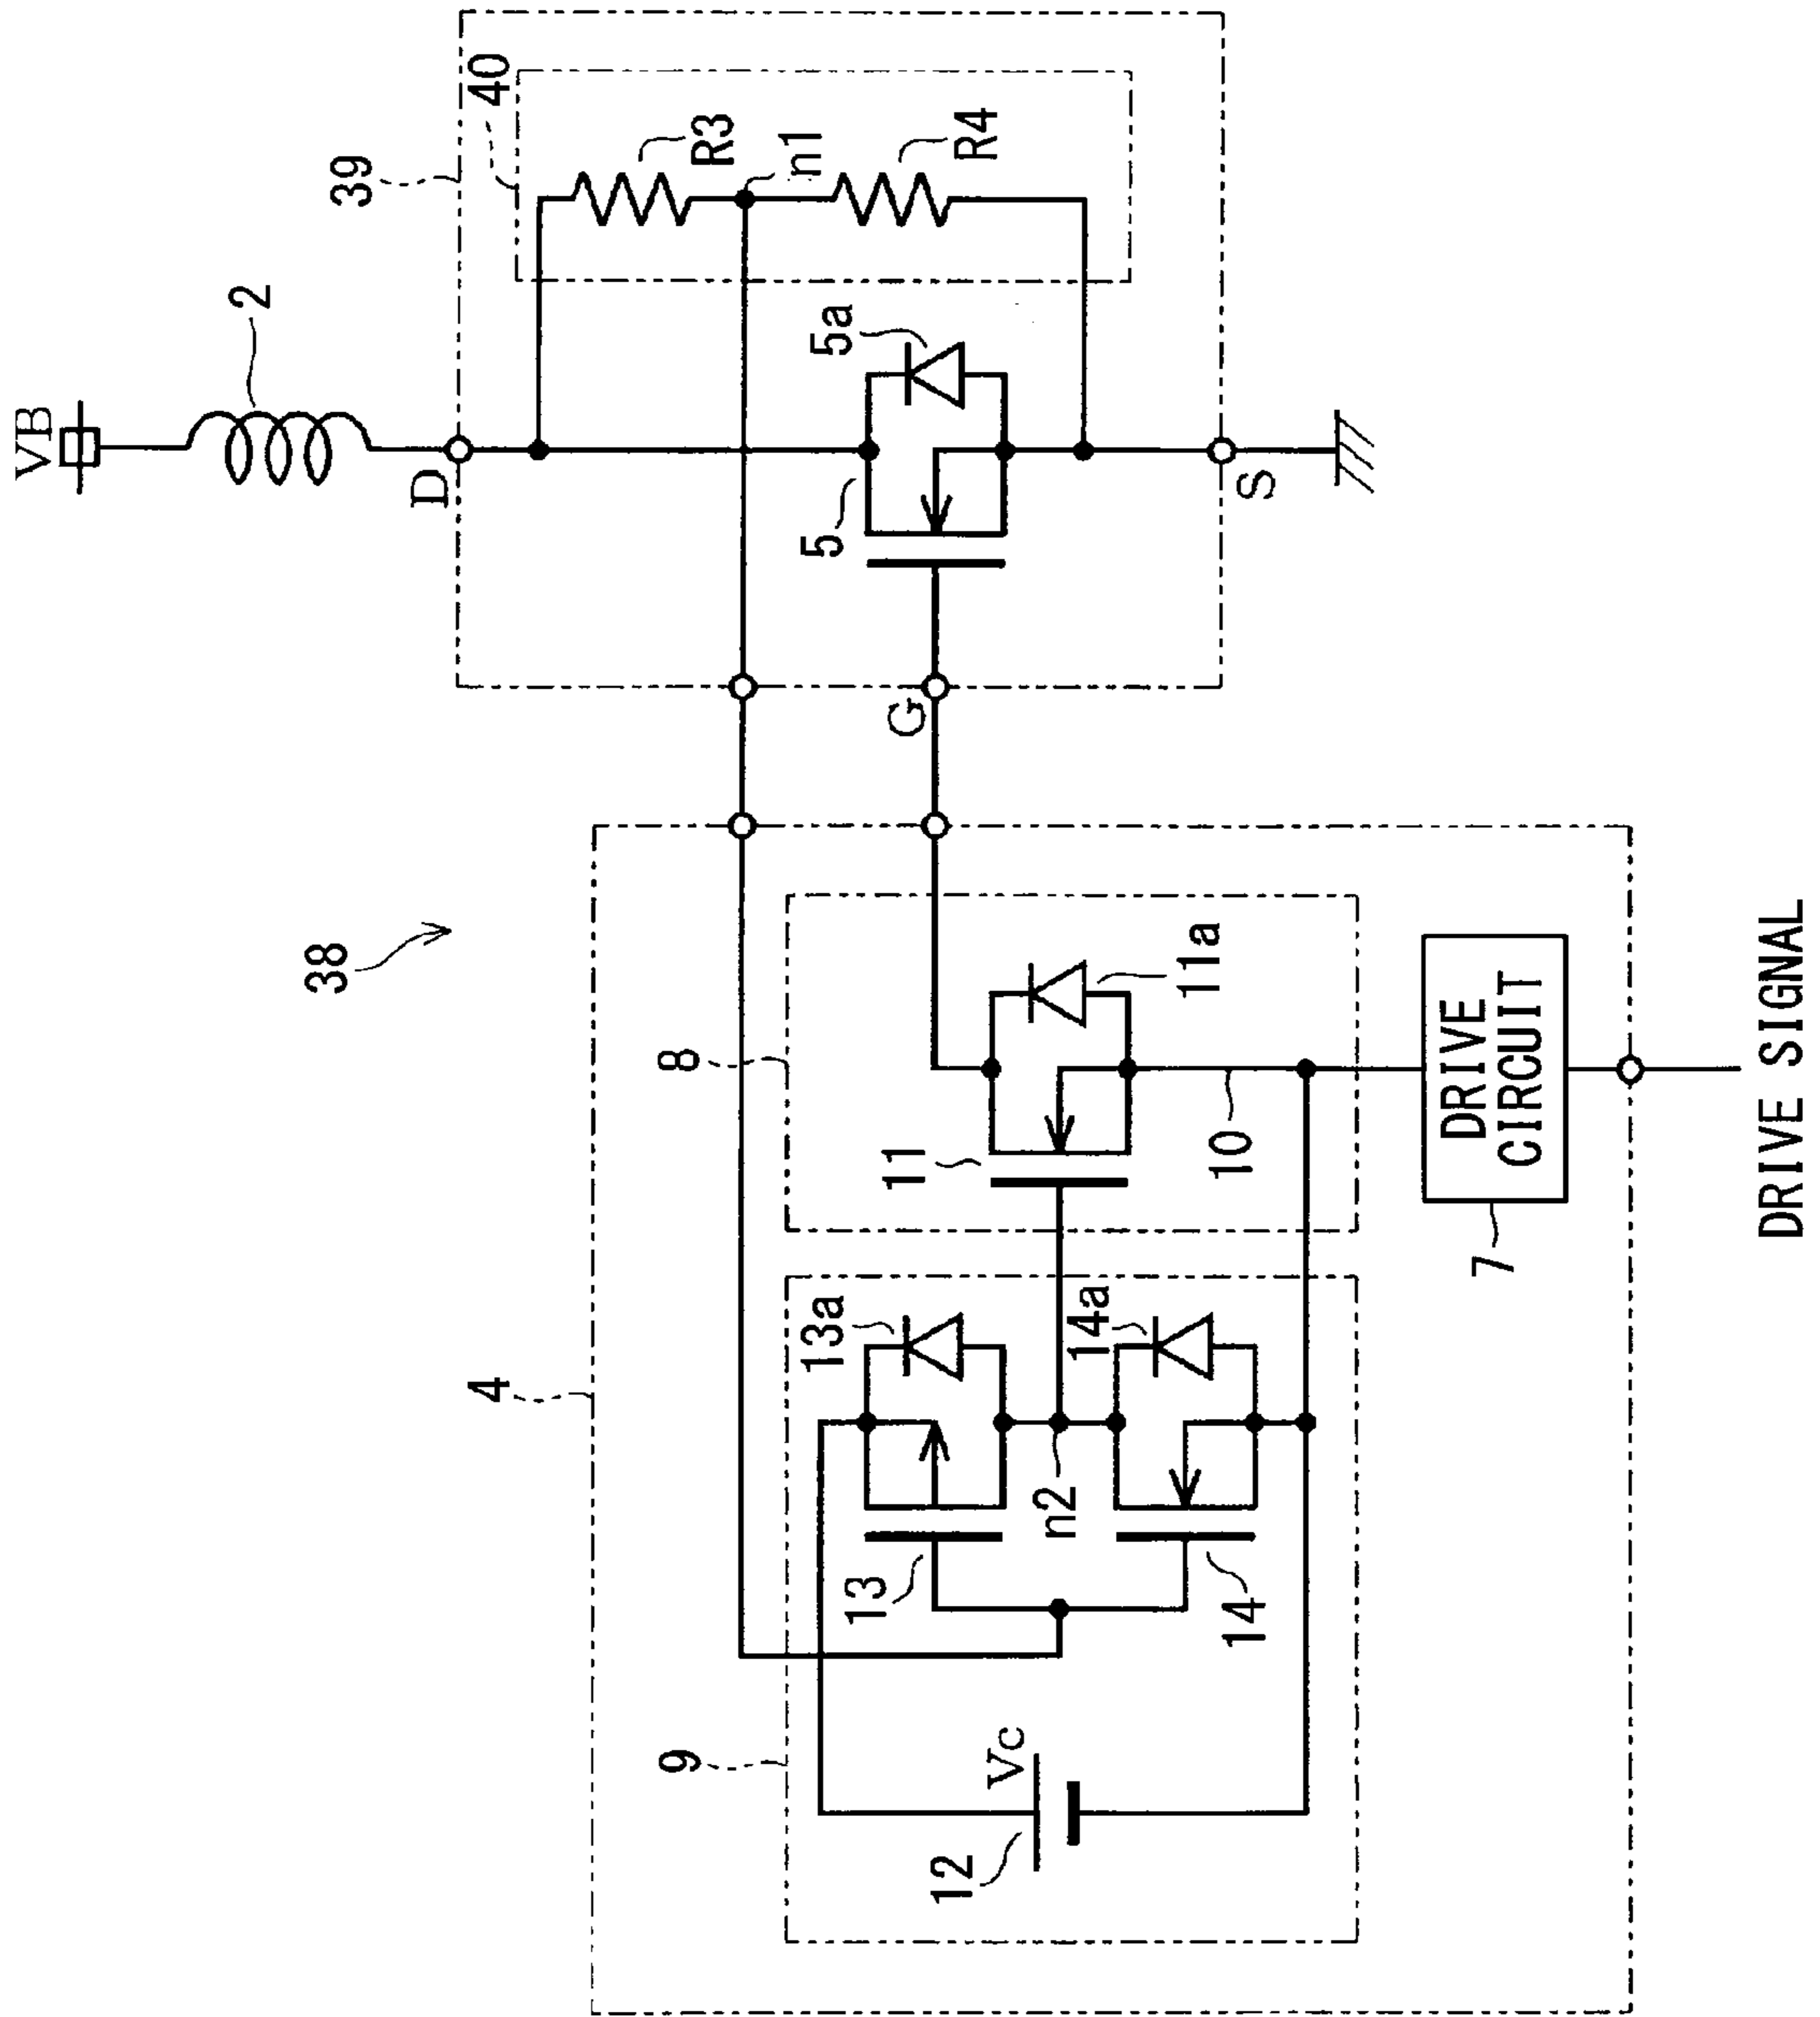 VB
2
D
39
40
R3
n1
R4
5a
5
S
G
38
4
8
11a
11
10
9
13a
14a
13
n2
14
Vc
12
DRIVE
CIRCUIT
7
DRIVE SIGNAL